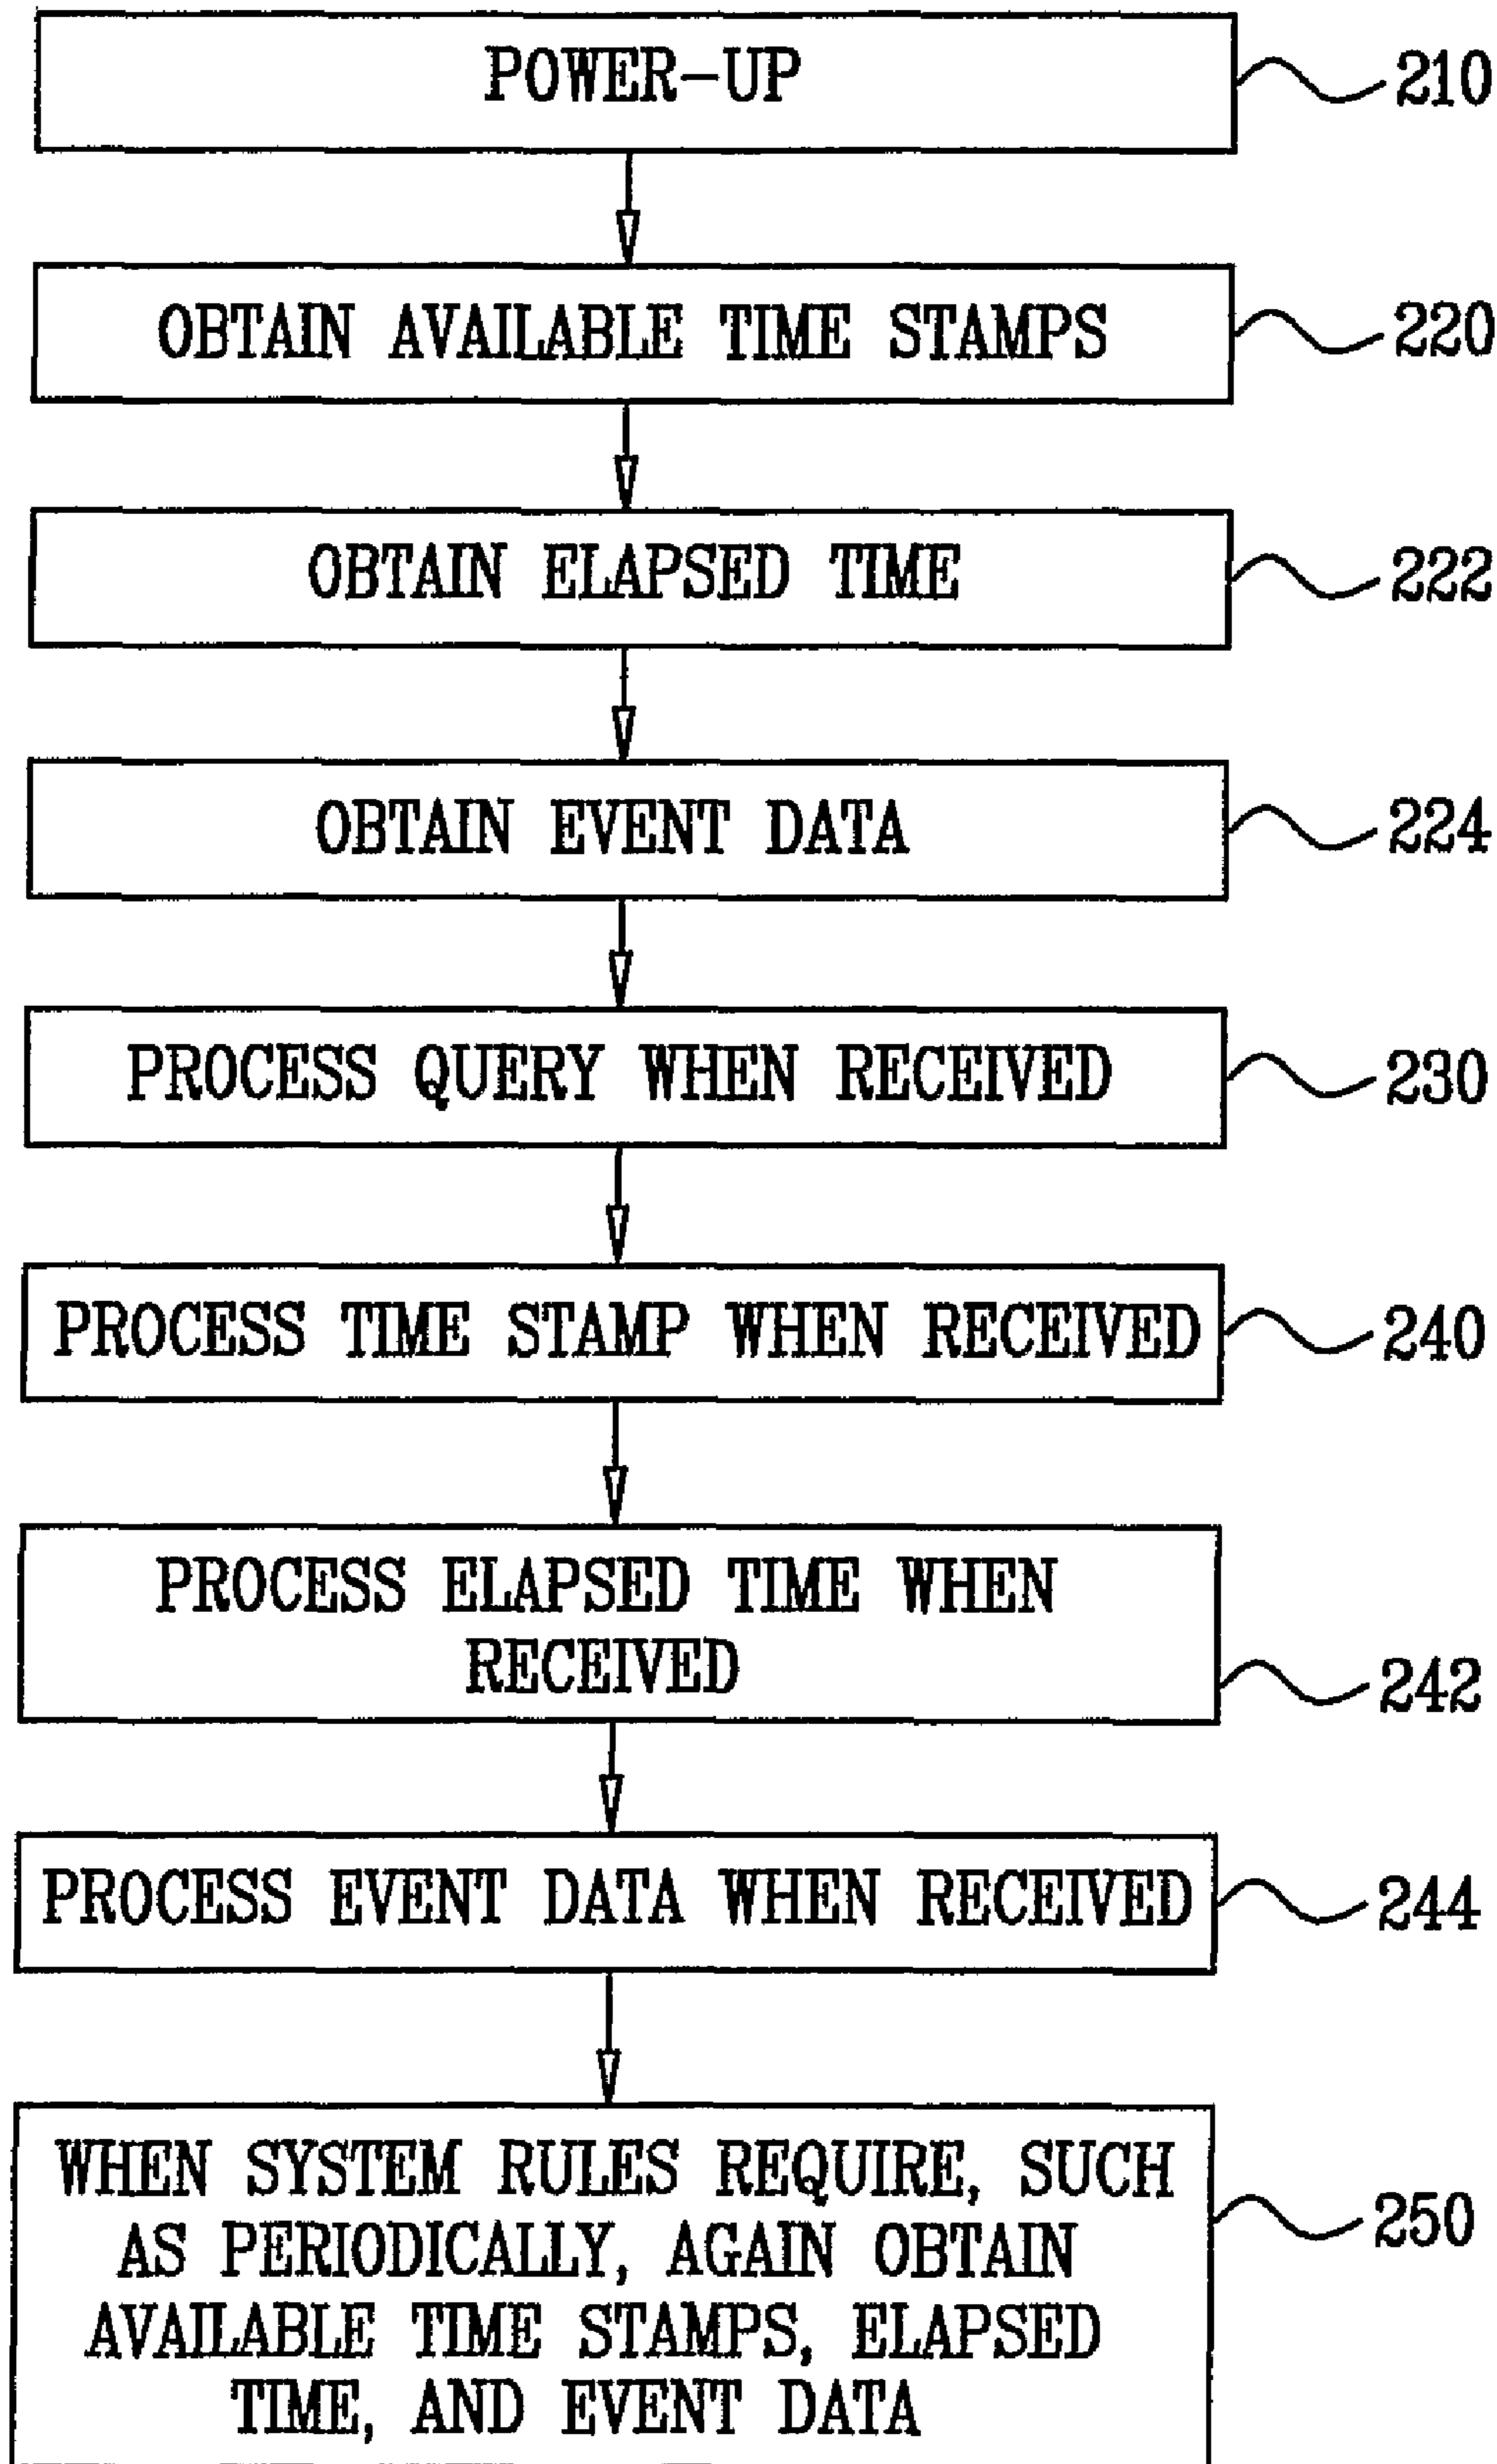 POWER-UP
210
OBTAIN AVAILABLE TIME STAMPS
220
OBTAIN ELAPSED TIME
222
OBTAIN EVENT DATA
224
PROCESS QUERY WHEN RECEIVED
230
PROCESS TIME STAMP WHEN RECEIVED
240
PROCESS ELAPSED TIME WHEN
RECEIVED
242
PROCESS EVENT DATA WHEN RECEIVED
244
WHEN SYSTEM RULES REQUIRE, SUCH
AS PERIODICALLY, AGAIN OBTAIN
AVAILABLE TIME STAMPS, ELAPSED
TIME, AND EVENT DATA
250